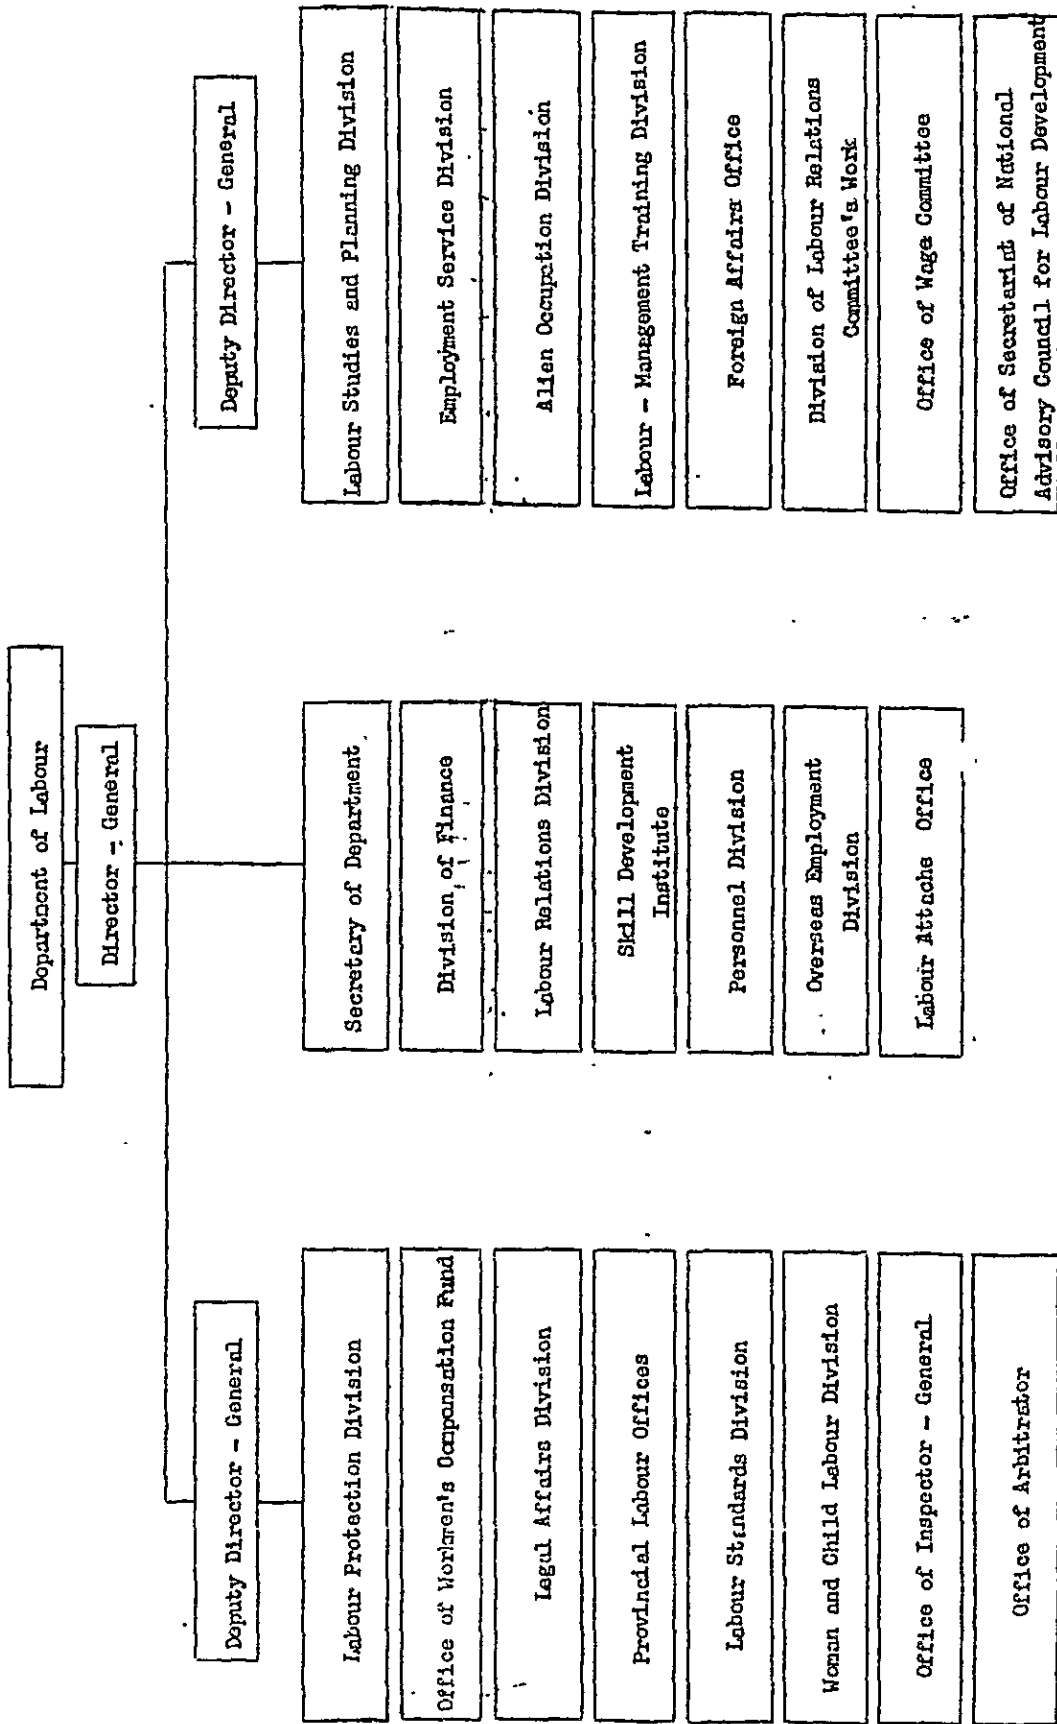 Department of Labour
Director - General
Deputy Director - General
Labour Protection Division
Office of Workmen's Compensation Fund
Legal Affairs Division
Provincial Labour Offices
Labour Standards Division
Woman and Child Labour Division
Office of Inspector - General
Office of Arbitrator
Secretary of Department
Division of Finance
Labour Relations Division
Skill Development
Institute
Personnel Division
Overseas Employment
Division
Labour Attache Office
Deputy Director - General
Labour Studies and Planning Division
Employment Service Division
Alien Occupation Division
Labour - Management Training Division
Foreign Affairs Office
Division of Labour Relations
Committee's Work
Office of Wage Committee
Office of Secretariat of National
Advisory Council for Labour Development